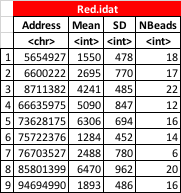 Red.idat
Address Mean SD NBeads
<chr> <int> <int> <int>
1 5654927 1550 478 18
2 6600222 2695 770 17
3 8711382 4241 485 22
4 66635975 5090 847 12
5 73628175 6306 694 16
6 75722376 1284 452 14
7 76703527 2488 780 6
8 85801399 6470 962 20
9 94694990 1893 486 16